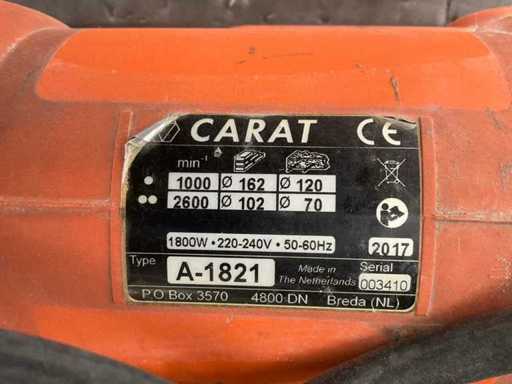 CARAT CE
min⁻¹
1000 Ø 162 Ø 120
2600 Ø 102 Ø 70
1800W • 220-240V • 50-60Hz 2017
Type A-1821 Made in The Netherlands Serial 003410
P.O Box 3570 4800 DN Breda (NL)